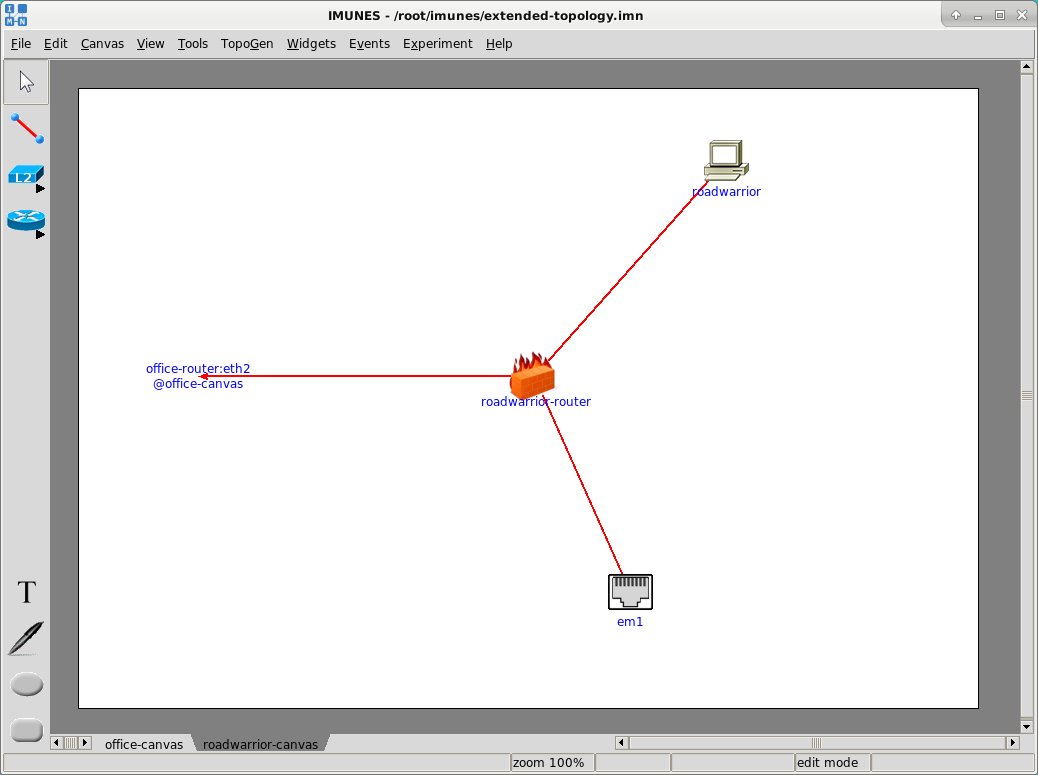 IMUNES - /root/imunes/extended-topology.imn
File Edit Canvas View Tools TopoGen Widgets Events Experiment Help
L2
roadwarrior
office-router:eth2
@office-canvas
roadwarrior-router
T
em1
office-canvas roadwarrior-canvas
zoom 100% edit mode